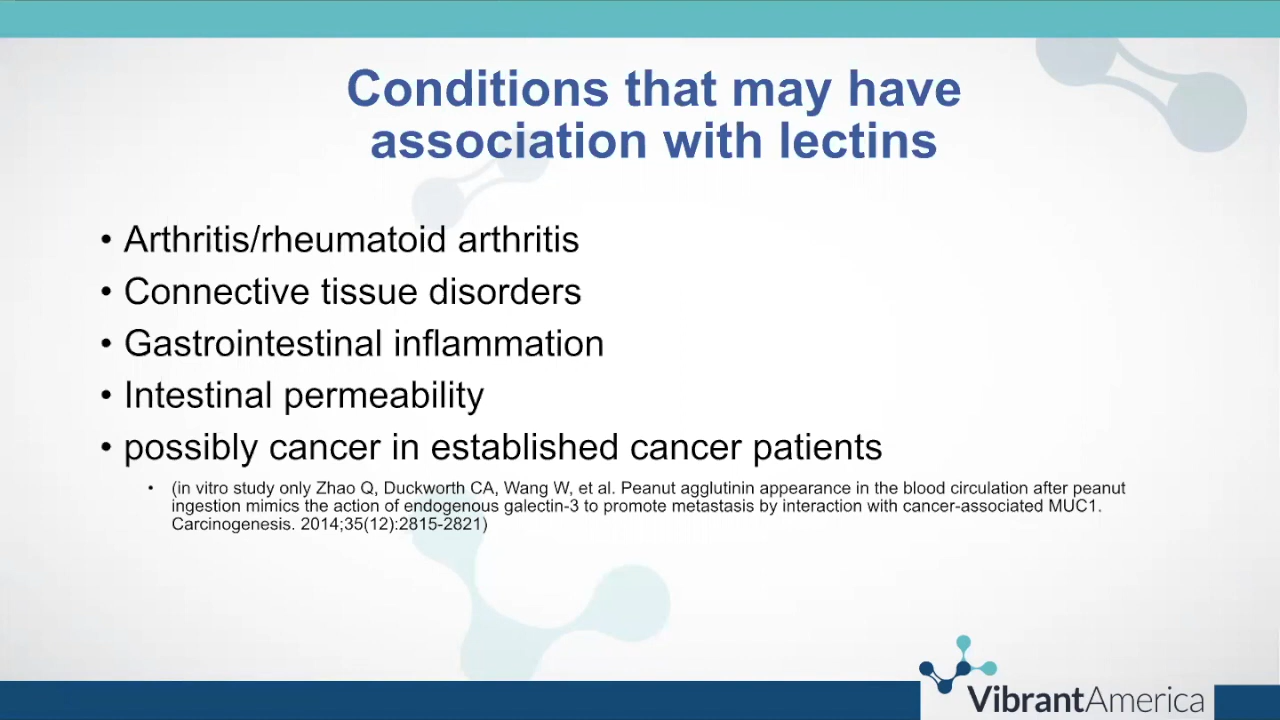 Conditions that may have
association with lectins
• Arthritis/rheumatoid arthritis
• Connective tissue disorders
• Gastrointestinal inflammation
• Intestinal permeability
• possibly cancer in established cancer patients
• (in vitro study only Zhao Q, Duckworth CA, Wang W, et al. Peanut agglutinin appearance in the blood circulation after peanut
ingestion mimics the action of endogenous galectin-3 to promote metastasis by interaction with cancer-associated MUC1.
Carcinogenesis. 2014;35(12):2815-2821)
VibrantAmerica